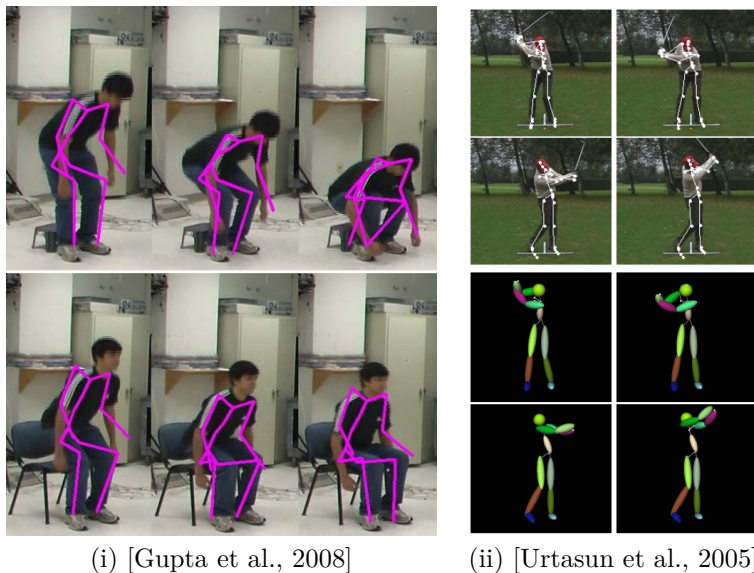 (i) [Gupta et al., 2008]
(ii) [Urtasun et al., 2005]